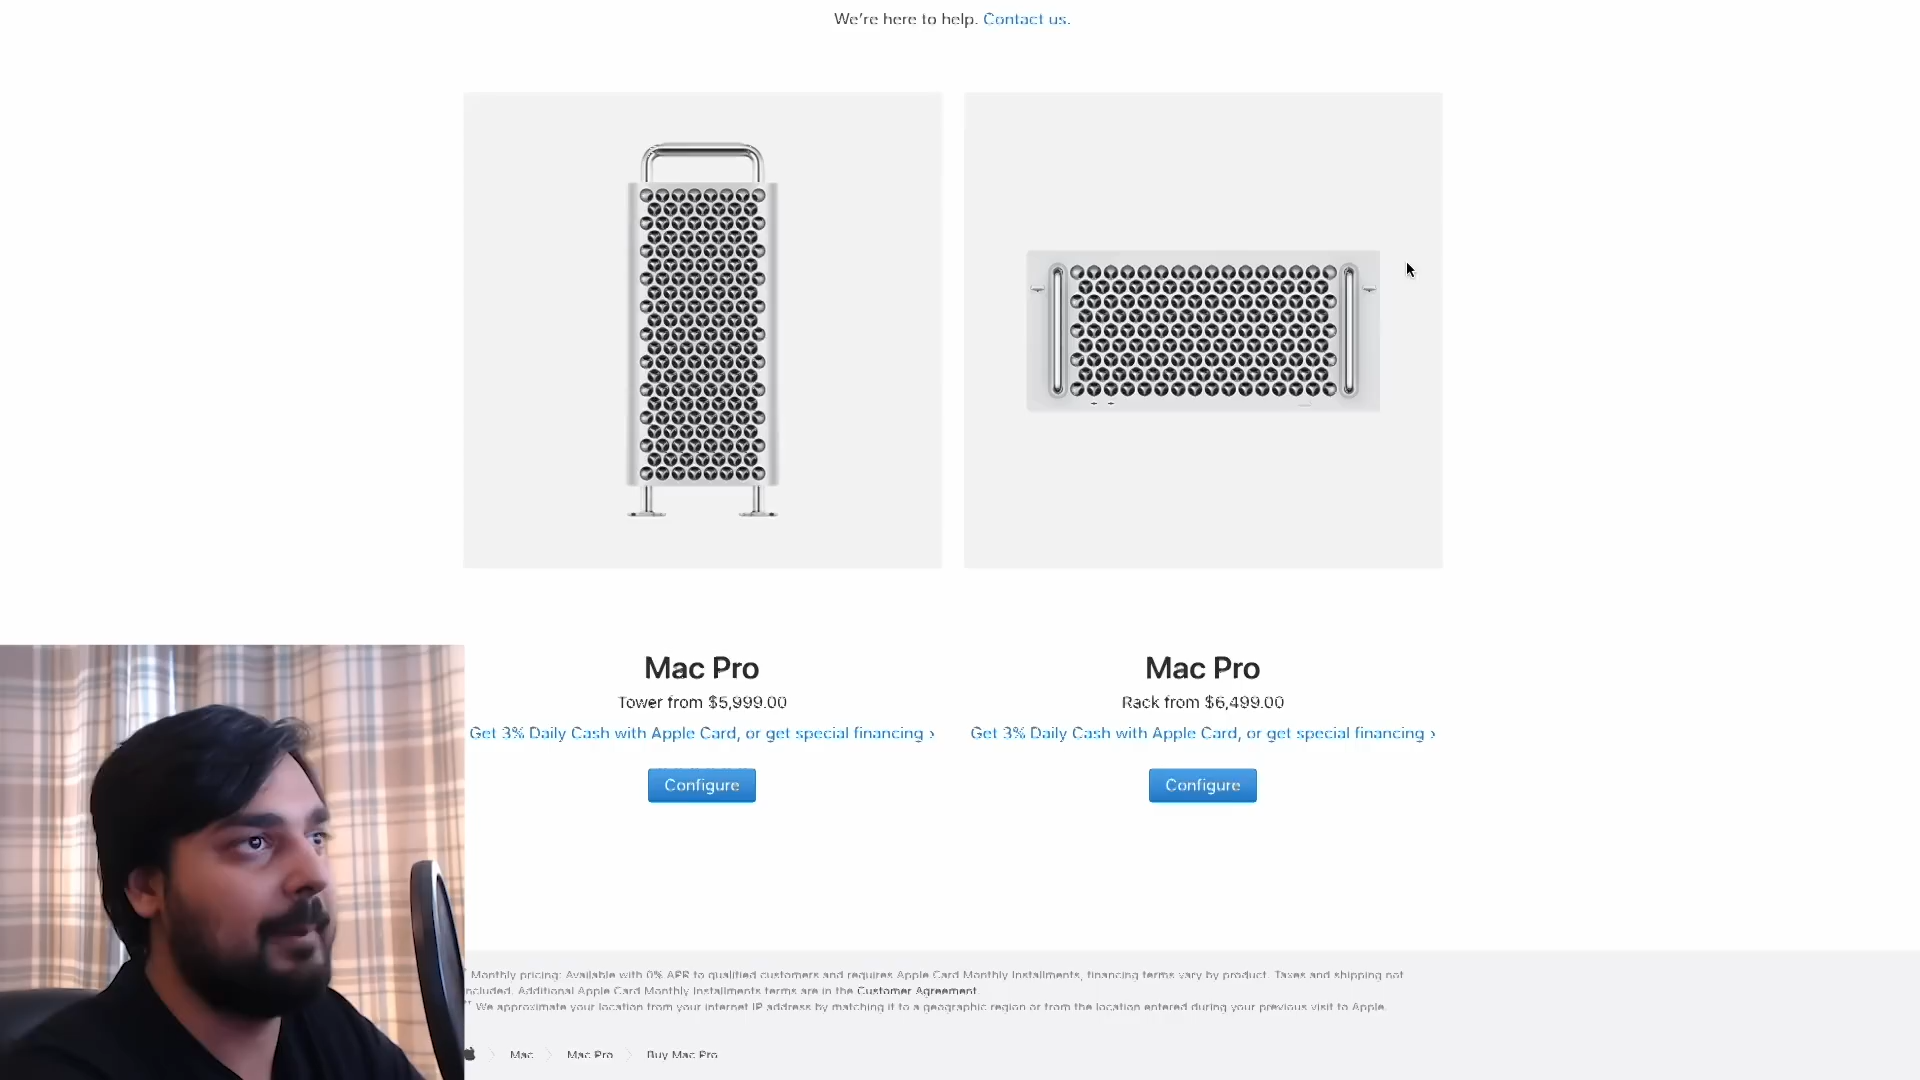 We're here to help. Contact us.
Mac Pro
Tower from $5,999.00
Get 3% Daily Cash with Apple Card, or get special financing ›
Configure
Mac Pro
Rack from $6,499.00
Get 3% Daily Cash with Apple Card, or get special financing ›
Configure
Monthly pricing: Available with 0% APR to qualified customers and requires Apple Card Monthly Installments, financing terms vary by product. Taxes and shipping not
included. Additional Apple Card Monthly Installments terms are in the Customer Agreement.
** We approximate your location from your internet IP address by matching it to a geographic region or from the location entered during your previous visit to Apple.
Mac Mac Pro Buy Mac Pro